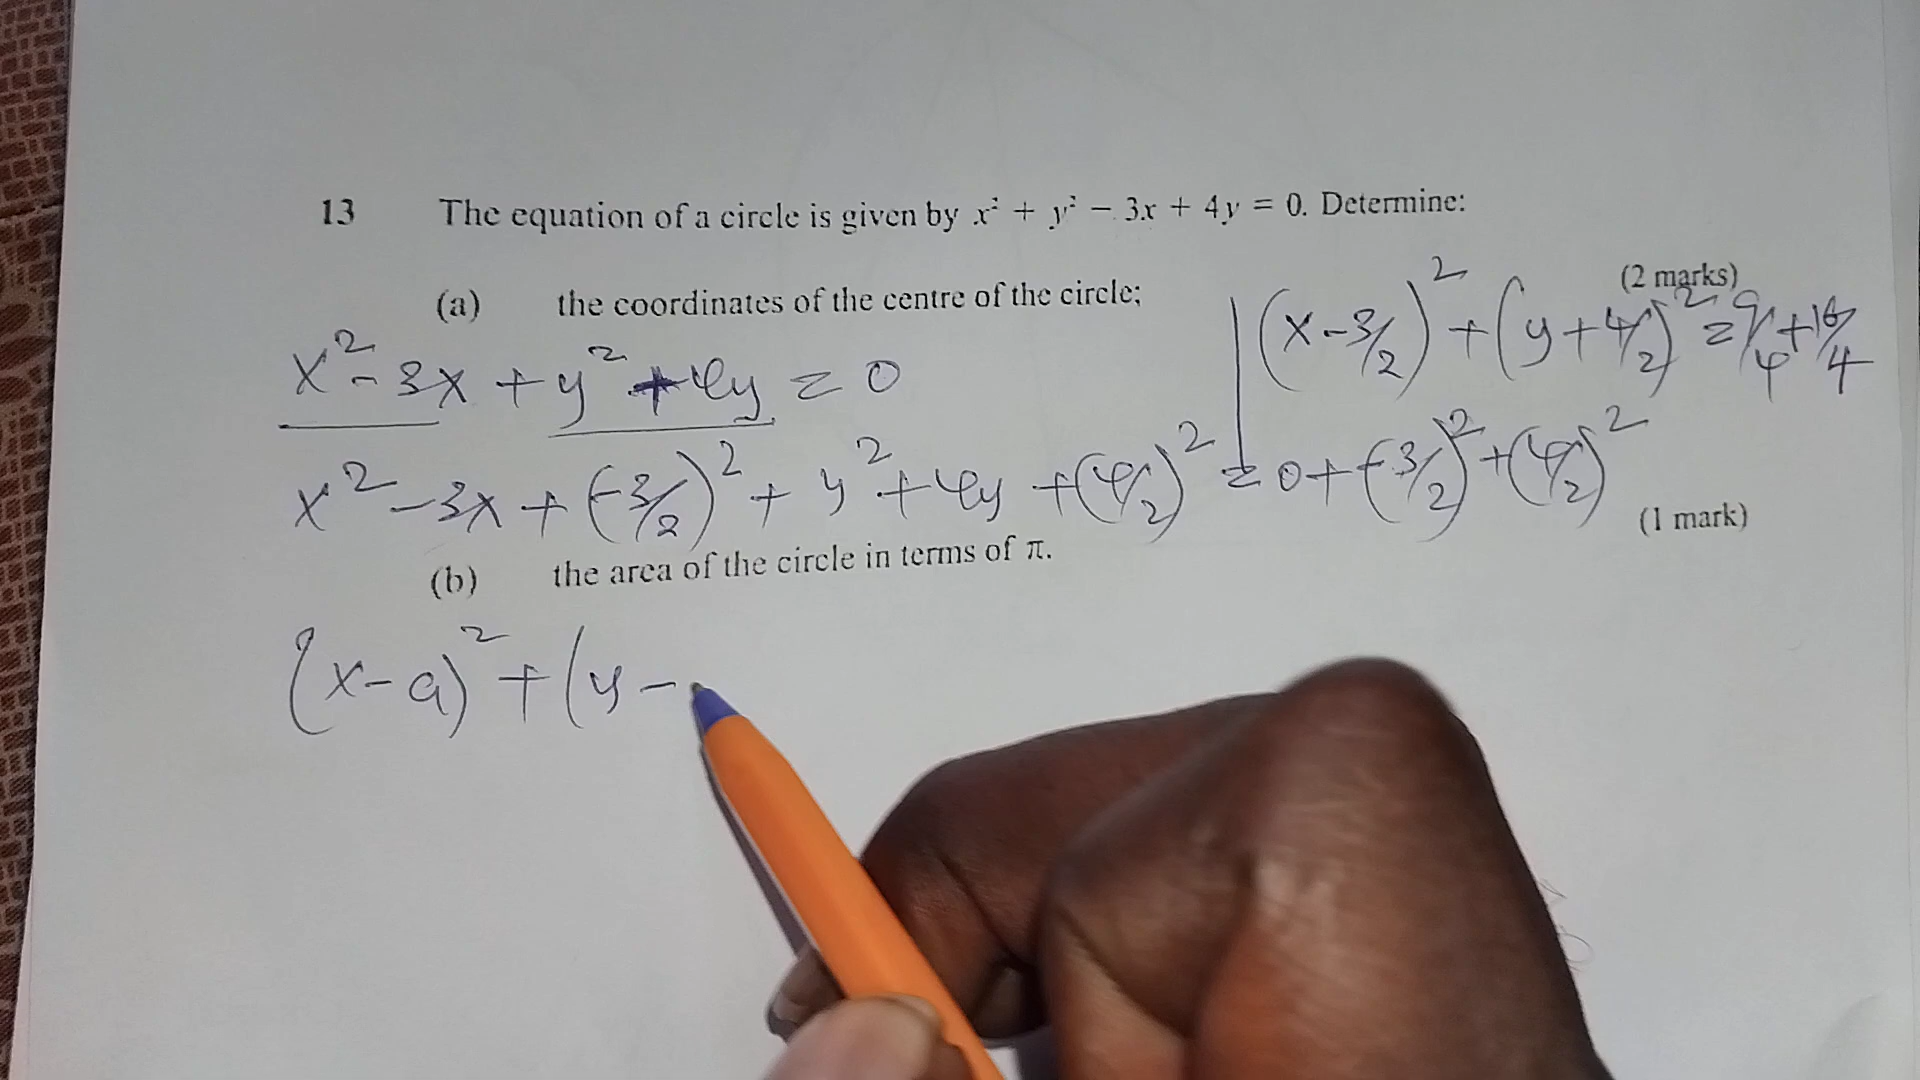 13 The equation of a circle is given by x² + y² − 3x + 4y = 0. Determine:
(a) the coordinates of the centre of the circle;
(2 marks)
x² - 3x + y² + 4y = 0
(x - 3/2)² + (y + 4/2)² = 9/4 + 16/4
x² - 3x + (-3/2)² + y² + 4y + (4/2)² = 0 + (-3/2)² + (4/2)²
(1 mark)
(b) the area of the circle in terms of π.
(x - a)² + (y -